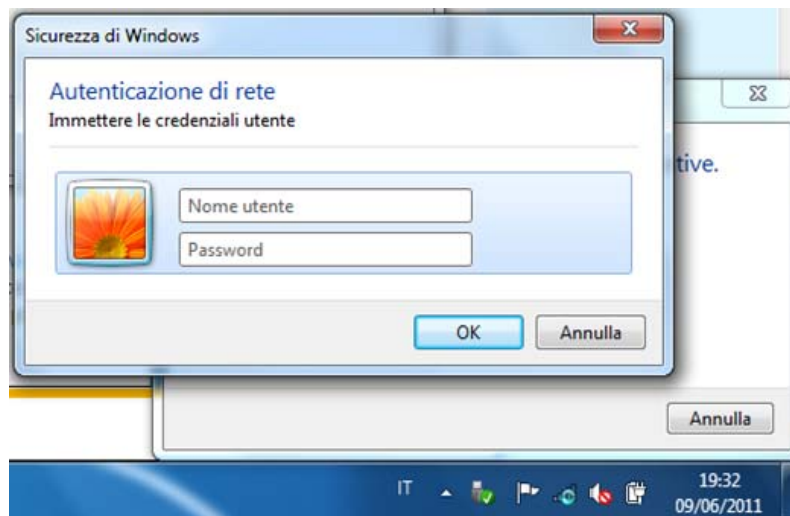 Sicurezza di Windows
Autenticazione di rete
Immettere le credenziali utente
tive.
Nome utente
Password
OK
Annulla
Annulla
IT
19:32
09/06/2011